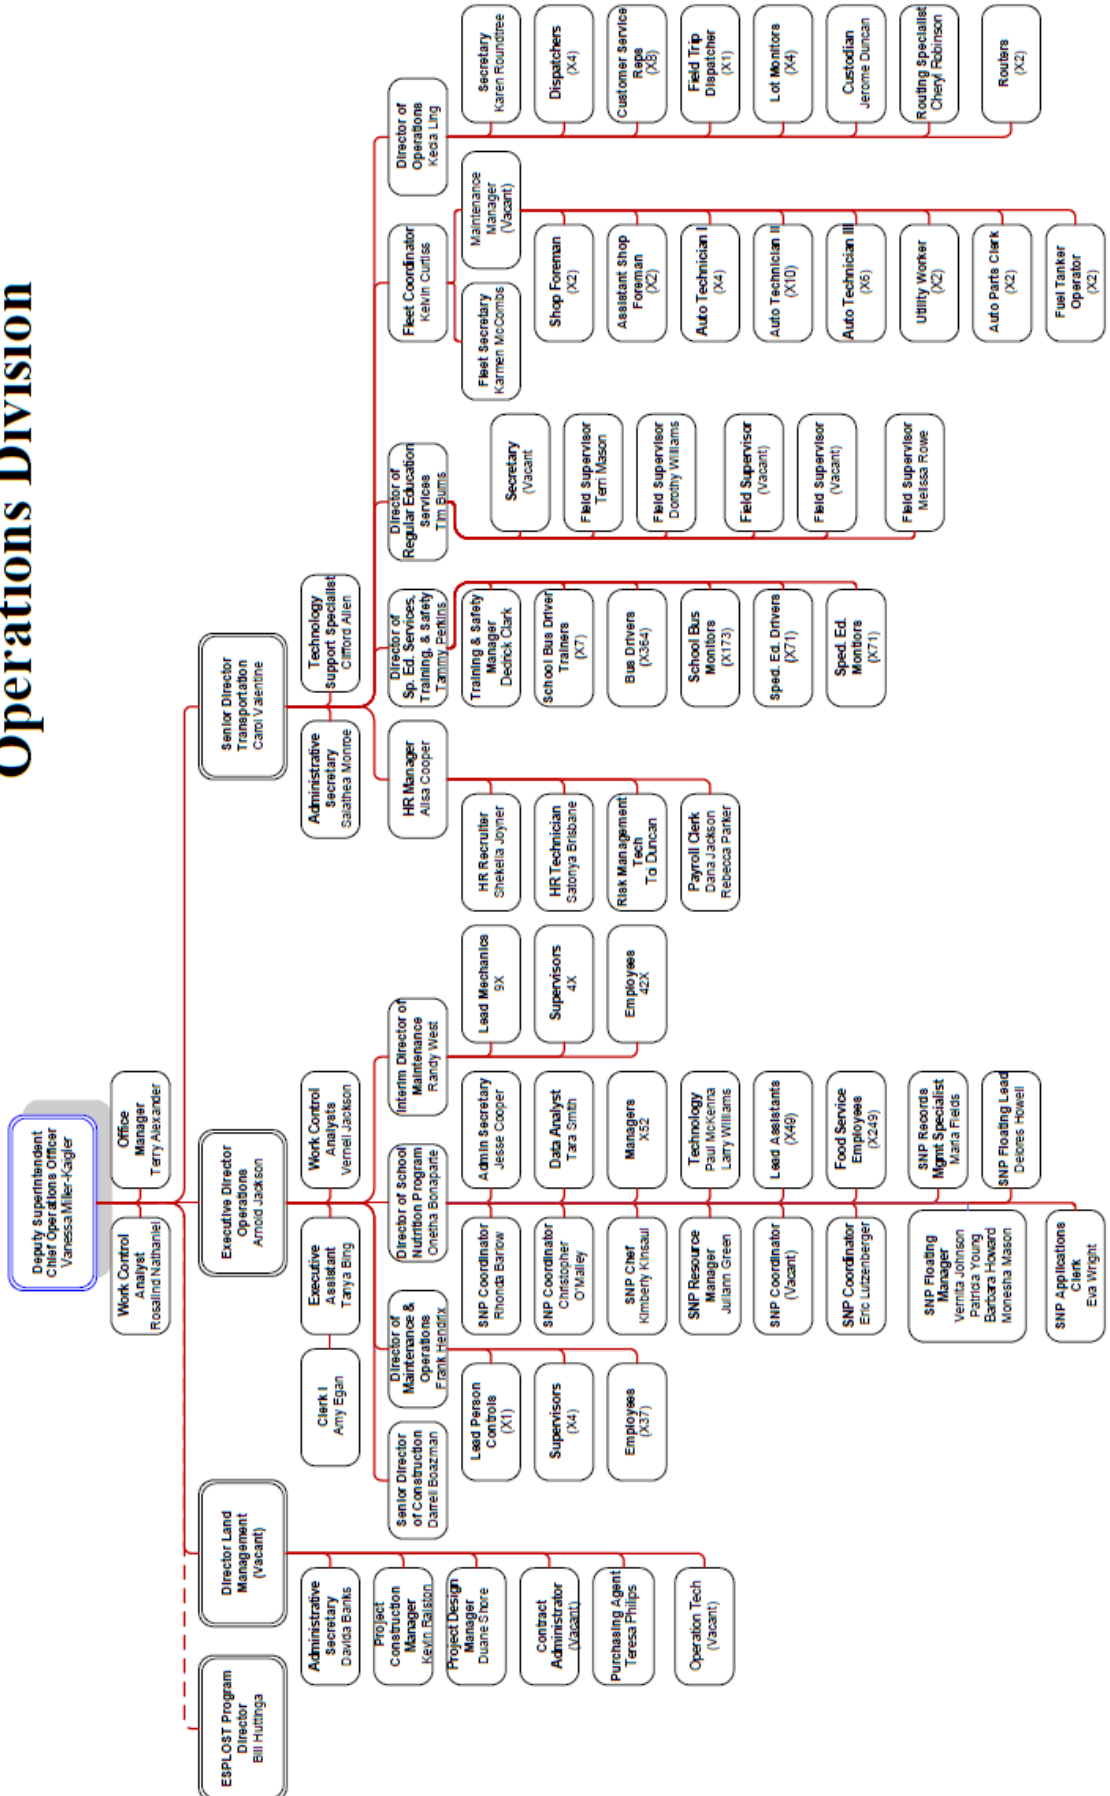 Operations Division
Deputy Superintendent
Chief Operations Officer
Vanessa Miller-Kaigler
Work Control
Analyst
Rosalind Nathaniel
Office
Manager
Terry Alexander
ESPLOST Program
Director
Bill Huttinga
Director Land
Management
(Vacant)
Executive Director
Operations
Arnold Jackson
Senior Director
Transportation
Carol Valentine
Administrative
Secretary
Davida Banks
Project
Construction
Manager
Kevin Ralston
Project Design
Manager
Duane Shore
Contract
Administrator
(Vacant)
Purchasing Agent
Teresa Philips
Operation Tech
(Vacant)
Clerk I
Amy Egan
Executive
Assistant
Tanya Bing
Work Control
Analysts
Vernell Jackson
Senior Director
of Construction
Darrell Boazman
Director of
Maintenance &
Operations
Frank Hendrix
Director of School
Nutrition Program
Onetha Bonaparte
Interim Director of
Maintenance
Randy West
Lead Person
Controls
(X1)
Supervisors
(X4)
Employees
(X37)
SNP Coordinator
Rhonda Barlow
SNP Coordinator
Christopher
O'Malley
SNP Chef
Kimberly Kinsaul
SNP Resource
Manager
Juliann Green
SNP Coordinator
(Vacant)
SNP Coordinator
Eric Lutzenberger
SNP Floating
Manager
Vernita Johnson
Patricia Young
Barbara Howard
Monesha Mason
SNP Applications
Clerk
Eva Wright
Admin Secretary
Jesse Cooper
Data Analyst
Tara Smith
Managers
X52
Technology
Paul McKenna
Larry Williams
Lead Assistants
(X49)
Food Service
Employees
(X249)
SNP Records
Mgmt Specialist
Maria Fields
SNP Floating Lead
Delores Howell
Lead Mechanics
9X
Supervisors
4X
Employees
42X
Administrative
Secretary
Salathea Monroe
Technology
Support Specialist
Clifford Allen
HR Manager
Ailsa Cooper
Director of
Sp. Ed. Services,
Training, & Safety
Tammy Perkins
Director of
Regular Education
Services
Tim Burns
Fleet Coordinator
Kelvin Curtiss
Director of
Operations
Kecia Ling
HR Recruiter
Shekelia Joyner
HR Technician
Satonya Brisbane
Risk Management
Tech
Toi Duncan
Payroll Clerk
Dana Jackson
Rebecca Parker
Training & Safety
Manager
Dedrick Clark
School Bus Driver
Trainers
(X7)
Bus Drivers
(X364)
School Bus
Monitors
(X173)
Sped. Ed. Drivers
(X71)
Sped. Ed.
Montiors
(X71)
Secretary
(Vacant
Field Supervisor
Terri Mason
Field Supervisor
Dorothy Williams
Field Supervisor
(Vacant)
Field Supervisor
(Vacant)
Field Supervisor
Melissa Rowe
Fleet Secretary
Karmen McCombs
Maintenance
Manager
(Vacant)
Shop Foreman
(X2)
Assistant Shop
Foreman
(X2)
Auto Technician I
(X4)
Auto Technician II
(X10)
Auto Technician III
(X6)
Utility Worker
(X2)
Auto Parts Clerk
(X2)
Fuel Tanker
Operator
(X2)
Secretary
Karen Roundtree
Dispatchers
(X4)
Customer Service
Reps
(X8)
Field Trip
Dispatcher
(X1)
Lot Monitors
(X4)
Custodian
Jerome Duncan
Routing Specialist
Cheryl Robinson
Routers
(X2)